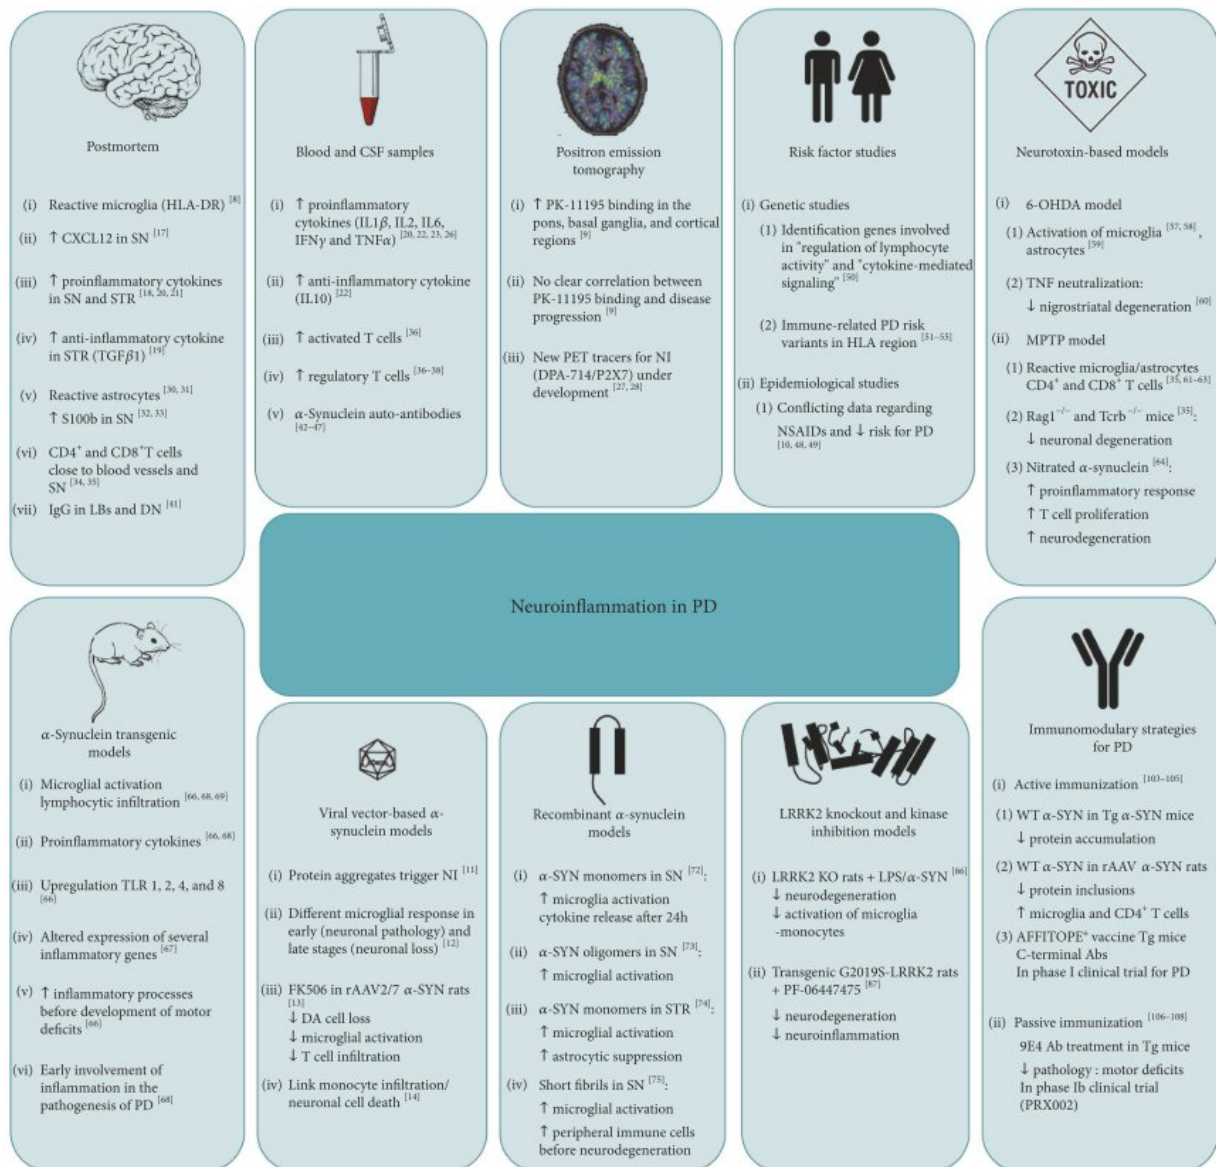 Postmortem
(i) Reactive microglia (HLA-DR) [8]
(ii) ↑ CXCL12 in SN [17]
(iii) ↑ proinflammatory cytokines
in SN and STR [18, 20, 21]
(iv) ↑ anti-inflammatory cytokine
in STR (TGFβ1) [19]
(v) Reactive astrocytes [30, 31]
↑ S100b in SN [32, 33]
(vi) CD4+ and CD8+T cells
close to blood vessels and
SN [34, 35]
(vii) IgG in LBs and DN [41]
Blood and CSF samples
(i) ↑ proinflammatory
cytokines (IL1β, IL2, IL6,
IFNγ and TNFα) [20, 22, 23, 26]
(ii) ↑ anti-inflammatory cytokine
(IL10) [22]
(iii) ↑ activated T cells [36]
(iv) ↑ regulatory T cells [36–38]
(v) α-Synuclein auto-antibodies
[42–47]
Positron emission
tomography
(i) ↑ PK-11195 binding in the
pons, basal ganglia, and cortical
regions [9]
(ii) No clear correlation between
PK-11195 binding and disease
progression [9]
(iii) New PET tracers for NI
(DPA-714/P2X7) under
development [27, 28]
Risk factor studies
(i) Genetic studies
(1) Identification genes involved
in "regulation of lymphocyte
activity" and "cytokine-mediated
signaling" [50]
(2) Immune-related PD risk
variants in HLA region [51–55]
(ii) Epidemiological studies
(1) Conflicting data regarding
NSAIDs and ↓ risk for PD
[10, 48, 49]
TOXIC
Neurotoxin-based models
(i) 6-OHDA model
(1) Activation of microglia [57, 58],
astrocytes [59]
(2) TNF neutralization:
↓ nigrostriatal degeneration [60]
(ii) MPTP model
(1) Reactive microglia/astrocytes
CD4+ and CD8+ T cells [35, 61–63]
(2) Rag1−/− and Tcrb−/− mice [35]:
↓ neuronal degeneration
(3) Nitrated α-synuclein [64]:
↑ proinflammatory response
↑ T cell proliferation
↑ neurodegeneration
Neuroinflammation in PD
α-Synuclein transgenic
models
(i) Microglial activation
lymphocytic infiltration [66, 68, 69]
(ii) Proinflammatory cytokines [66, 68]
(iii) Upregulation TLR 1, 2, 4, and 8
[66]
(iv) Altered expression of several
inflammatory genes [67]
(v) ↑ inflammatory processes
before development of motor
deficits [66]
(vi) Early involvement of
inflammation in the
pathogenesis of PD [68]
Viral vector-based α-
synuclein models
(i) Protein aggregates trigger NI [11]
(ii) Different microglial response in
early (neuronal pathology) and
late stages (neuronal loss) [12]
(iii) FK506 in rAAV2/7 α-SYN rats
[13]
↓ DA cell loss
↓ microglial activation
↓ T cell infiltration
(iv) Link monocyte infiltration/
neuronal cell death [14]
Recombinant α-synuclein
models
(i) α-SYN monomers in SN [72]:
↑ microglia activation
cytokine release after 24h
(ii) α-SYN oligomers in SN [73]:
↑ microglial activation
(iii) α-SYN monomers in STR [74]:
↑ microglial activation
↑ astrocytic suppression
(iv) Short fibrils in SN [75]:
↑ microglial activation
↑ peripheral immune cells
before neurodegeneration
LRRK2 knockout and kinase
inhibition models
(i) LRRK2 KO rats + LPS/α-SYN [86]
↓ neurodegeneration
↓ activation of microglia
-monocytes
(ii) Transgenic G2019S-LRRK2 rats
+ PF-06447475 [87]
↓ neurodegeneration
↓ neuroinflammation
Immunomodulary strategies
for PD
(i) Active immunization [103–105]
(1) WT α-SYN in Tg α-SYN mice
↓ protein accumulation
(2) WT α-SYN in rAAV α-SYN rats
↓ protein inclusions
↑ microglia and CD4+ T cells
(3) AFFITOPE* vaccine Tg mice
C-terminal Abs
In phase I clinical trial for PD
(ii) Passive immunization [106–108]
9E4 Ab treatment in Tg mice
↓ pathology : motor deficits
In phase Ib clinical trial
(PRX002)